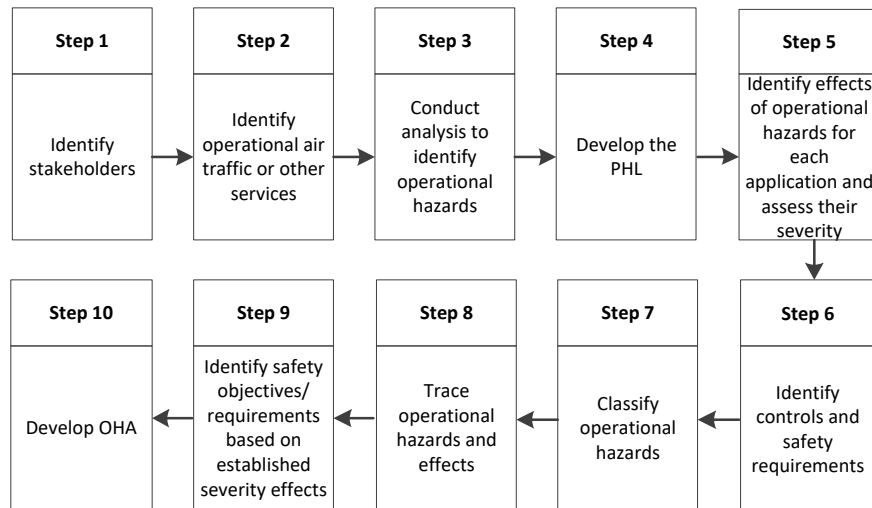 Step 1
Identify
stakeholders
Step 2
Identify
operational air
traffic or other
services
Step 3
Conduct
analysis to
identify
operational
hazards
Step 4
Develop the
PHL
Step 5
Identify effects
of operational
hazards for
each
application and
assess their
severity
Step 6
Identify
controls and
safety
requirements
Step 7
Classify
operational
hazards
Step 8
Trace
operational
hazards and
effects
Step 9
Identify safety
objectives/
requirements
based on
established
severity effects
Step 10
Develop OHA